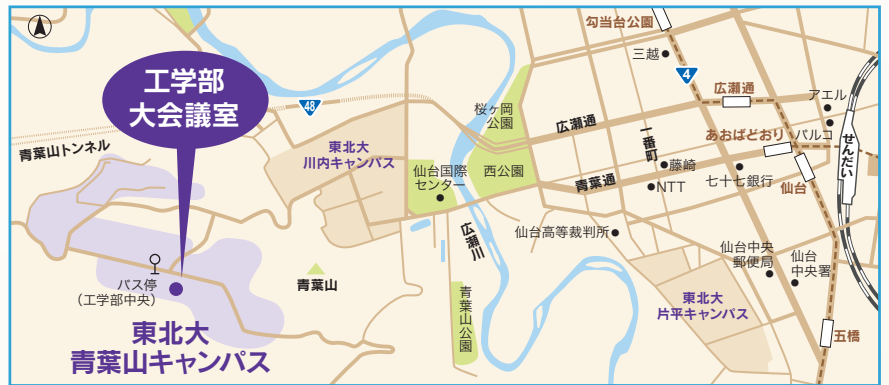 勾当台公園
三越
4
広瀬通
アエル
パルコ
あおばどおり
せんだい
仙台
工学部
大会議室
48
桜ヶ岡
公園
広瀬通
一番町
藤崎
NTT
七十七銀行
青葉山トンネル
東北大
川内キャンパス
仙台国際
センター
西公園
青葉通
広瀬川
仙台高等裁判所
仙台中央
郵便局
仙台
中央署
バス停
(工学部中央)
青葉山
青葉山公園
東北大
片平キャンパス
五橋
東北大
青葉山キャンパス